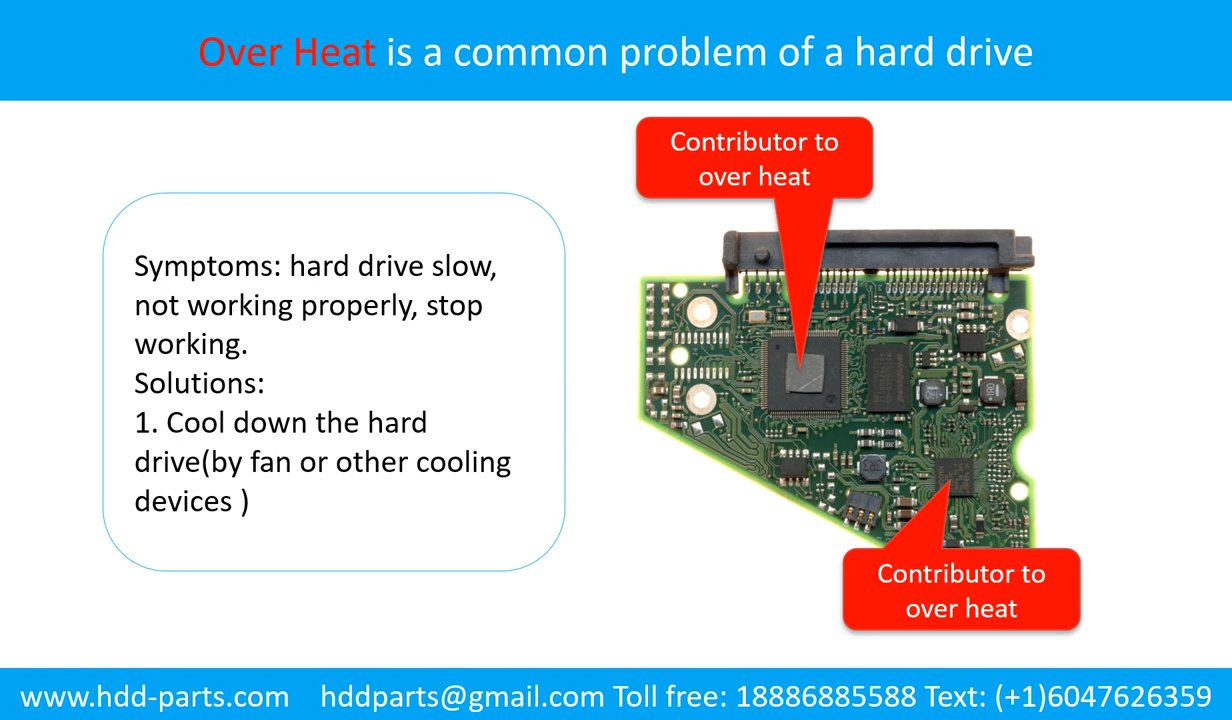 Over Heat is a common problem of a hard drive
Contributor to
over heat
Symptoms: hard drive slow,
not working properly, stop
working.
Solutions:
1. Cool down the hard
drive(by fan or other cooling
devices )
Contributor to
over heat
www.hdd-parts.com hddparts@gmail.com Toll free: 18886885588 Text: (+1)6047626359